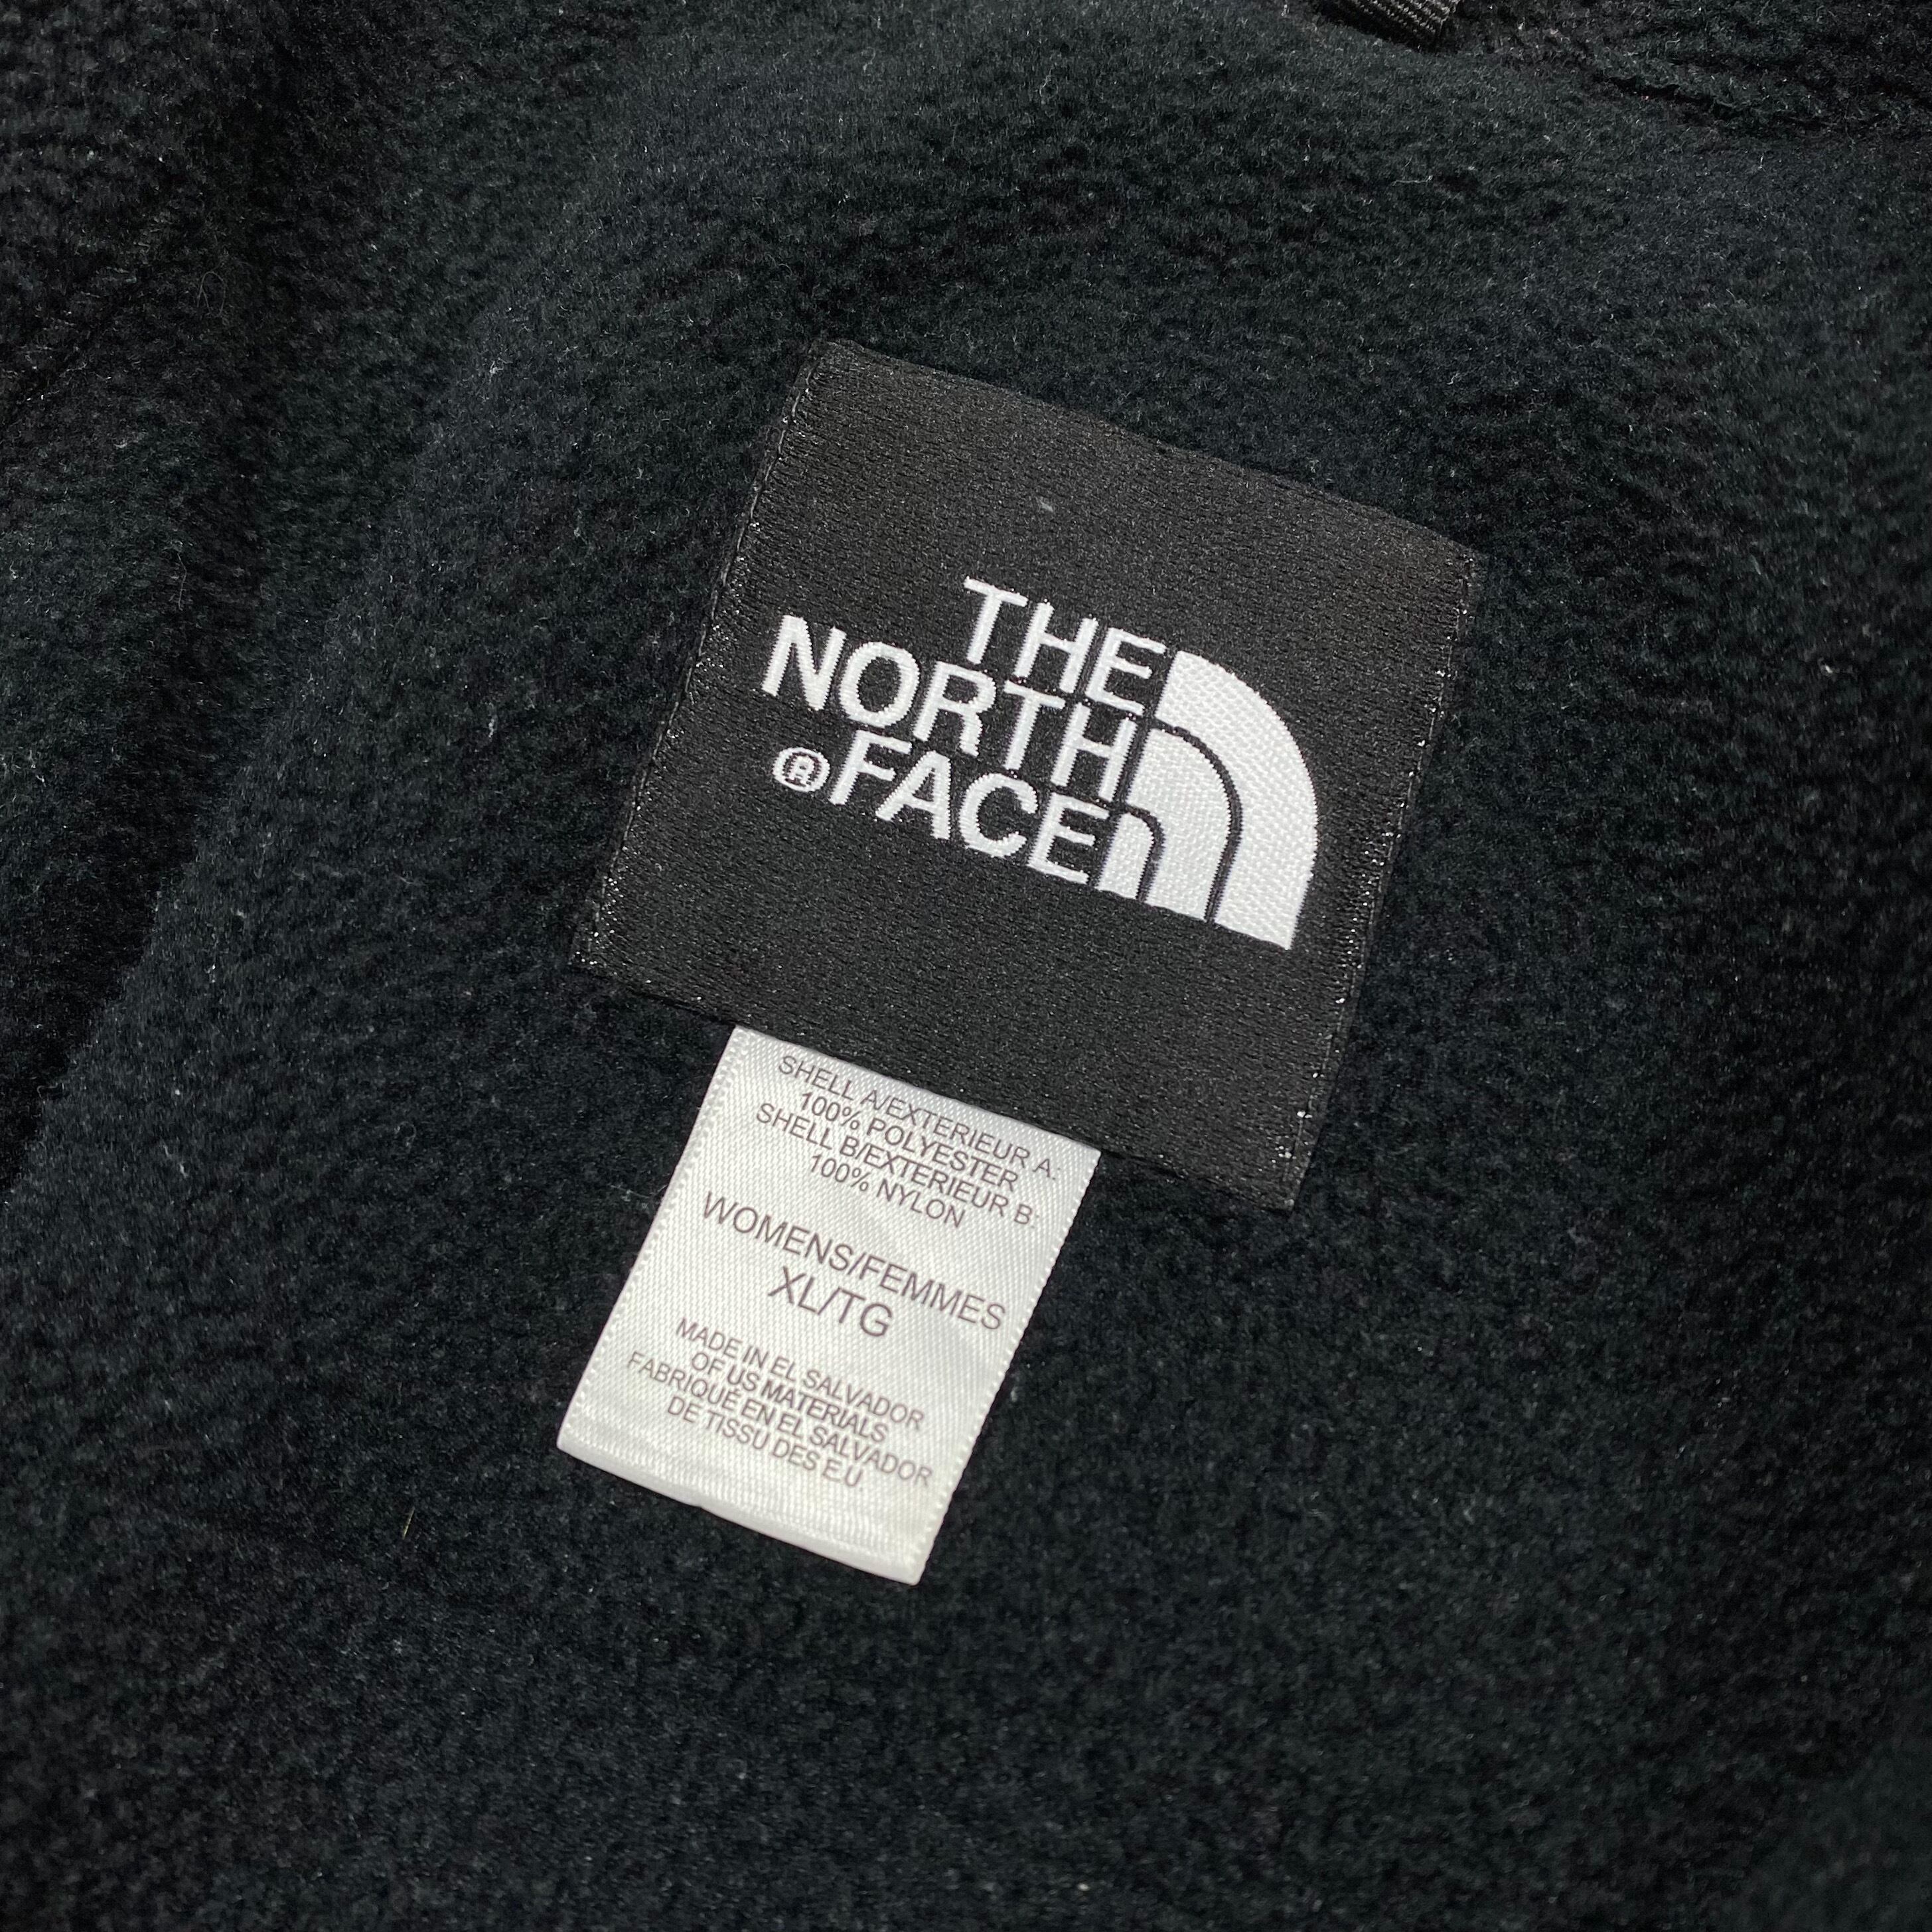 THE
NORTH
®FACE
SHELL A/EXTERIEUR A:
100% POLYESTER
SHELL B/EXTERIEUR B:
100% NYLON
WOMENS/FEMMES
XL/TG
MADE IN EL SALVADOR
OF US MATERIALS
FABRIQUÉ EN EL SALVADOR
DE TISSU DES E.U.